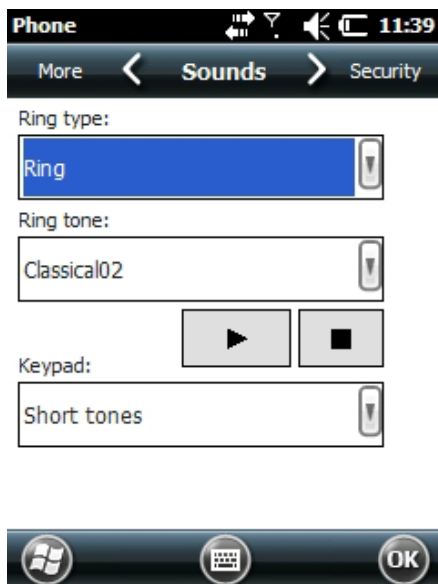 Phone 11:39
More Sounds Security
Ring type:
Ring
Ring tone:
Classical02
Keypad:
Short tones
OK